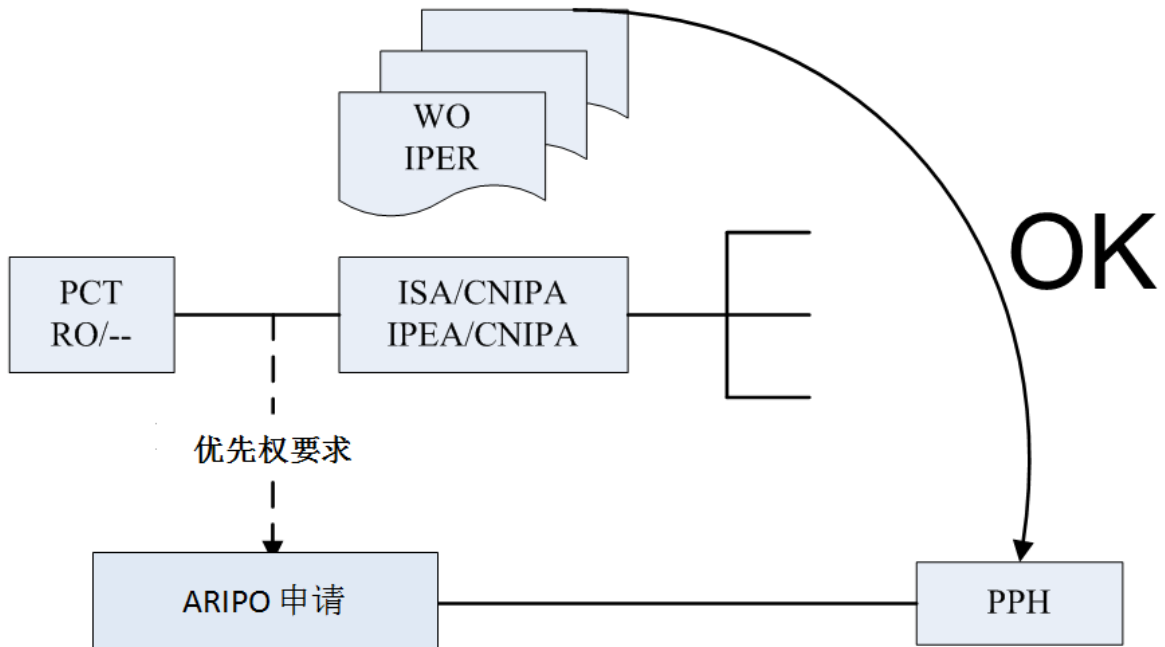 WO
IPER
OK
PCT
RO/--
ISA/CNIPA
IPEA/CNIPA
优先权要求
ARIPO 申请
PPH